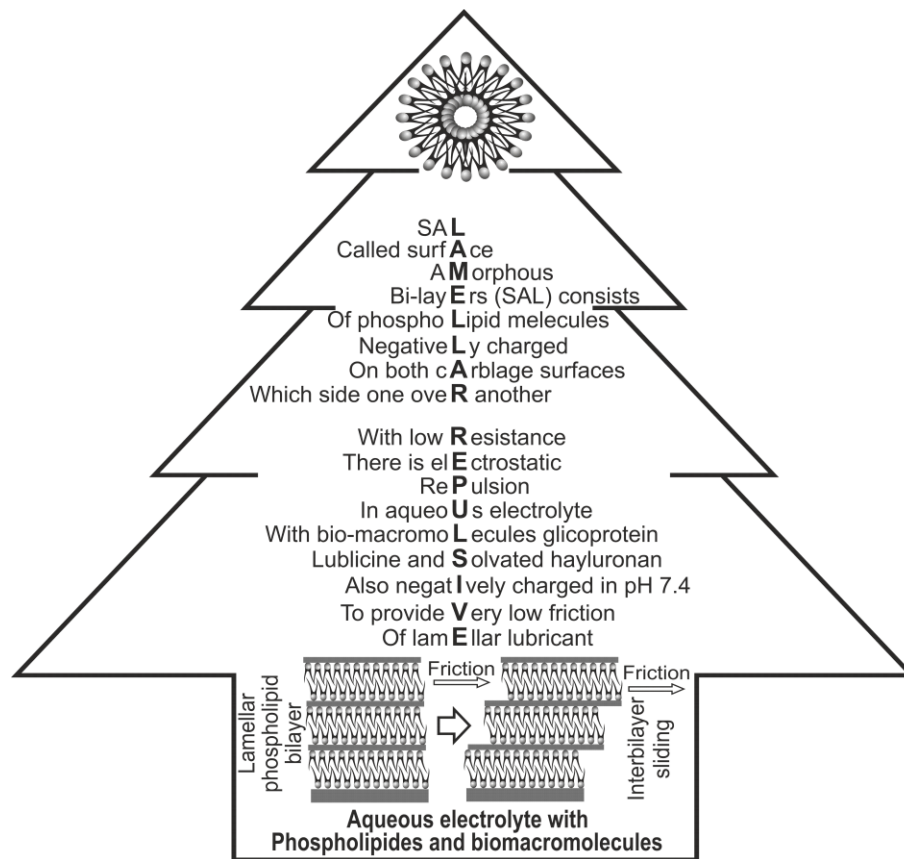 SAL
Called surfAce
AMorphous
Bi-layErs (SAL) consists
Of phosphoLipid melecules
NegativeLy charged
On both cArblage surfaces
Which side one oveR another
With low Resistance
There is elEctrostatic
RePulsion
In aqueoUs electrolyte
With bio-macromoLecules glicoprotein
Lublicine and Solvated hayluronan
Also negatIvely charged in pH 7.4
To provide Very low friction
Of lamEllar lubricant
Lamellar
phospholipid
bilayer
Friction
Friction
Interbilayer
sliding
Aqueous electrolyte with
Phospholipides and biomacromolecules